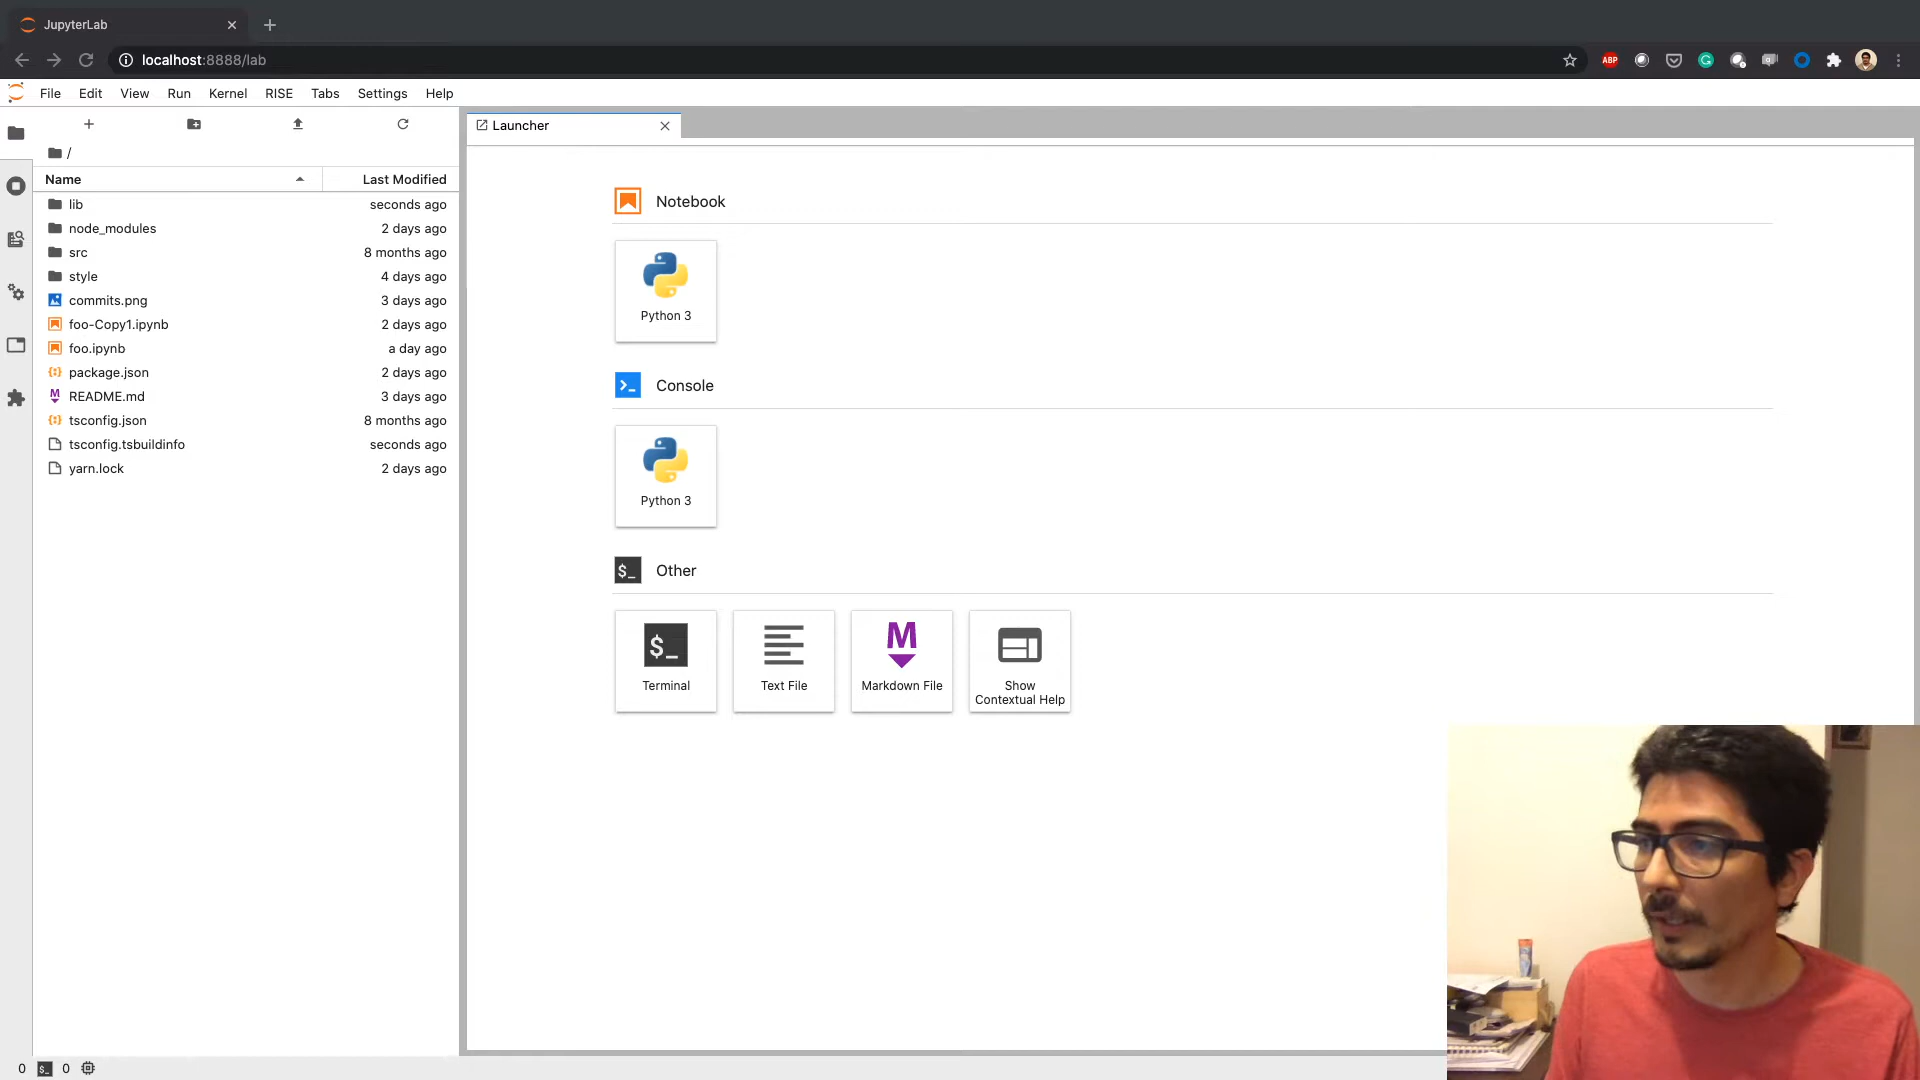 JupyterLab
localhost:8888/lab
ABP
File Edit View Run Kernel RISE Tabs Settings Help
/
Name Last Modified
lib seconds ago
node_modules 2 days ago
src 8 months ago
style 4 days ago
commits.png 3 days ago
foo-Copy1.ipynb 2 days ago
foo.ipynb a day ago
package.json 2 days ago
README.md 3 days ago
tsconfig.json 8 months ago
tsconfig.tsbuildinfo seconds ago
yarn.lock 2 days ago
Launcher
Notebook
Python 3
Console
Python 3
$_ Other
$_ M
Terminal Text File Markdown File Show
Contextual Help
0 $_ 0